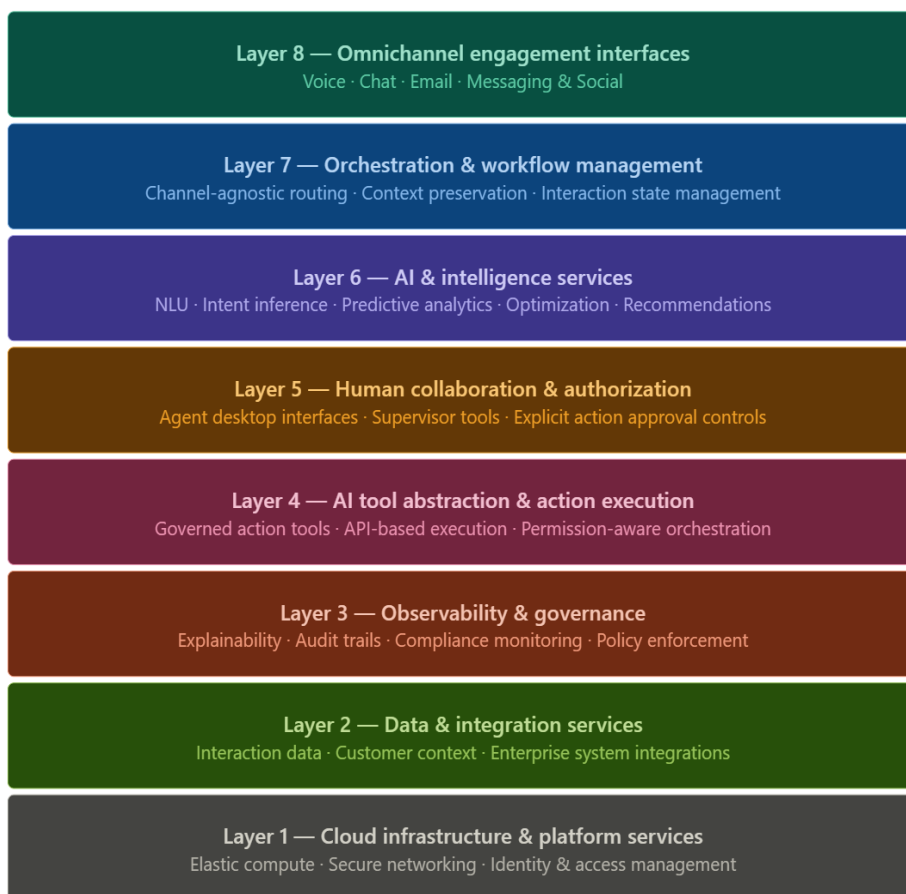 Layer 8 — Omnichannel engagement interfaces
Voice · Chat · Email · Messaging & Social
Layer 7 — Orchestration & workflow management
Channel-agnostic routing · Context preservation · Interaction state management
Layer 6 — AI & intelligence services
NLU · Intent inference · Predictive analytics · Optimization · Recommendations
Layer 5 — Human collaboration & authorization
Agent desktop interfaces · Supervisor tools · Explicit action approval controls
Layer 4 — AI tool abstraction & action execution
Governed action tools · API-based execution · Permission-aware orchestration
Layer 3 — Observability & governance
Explainability · Audit trails · Compliance monitoring · Policy enforcement
Layer 2 — Data & integration services
Interaction data · Customer context · Enterprise system integrations
Layer 1 — Cloud infrastructure & platform services
Elastic compute · Secure networking · Identity & access management